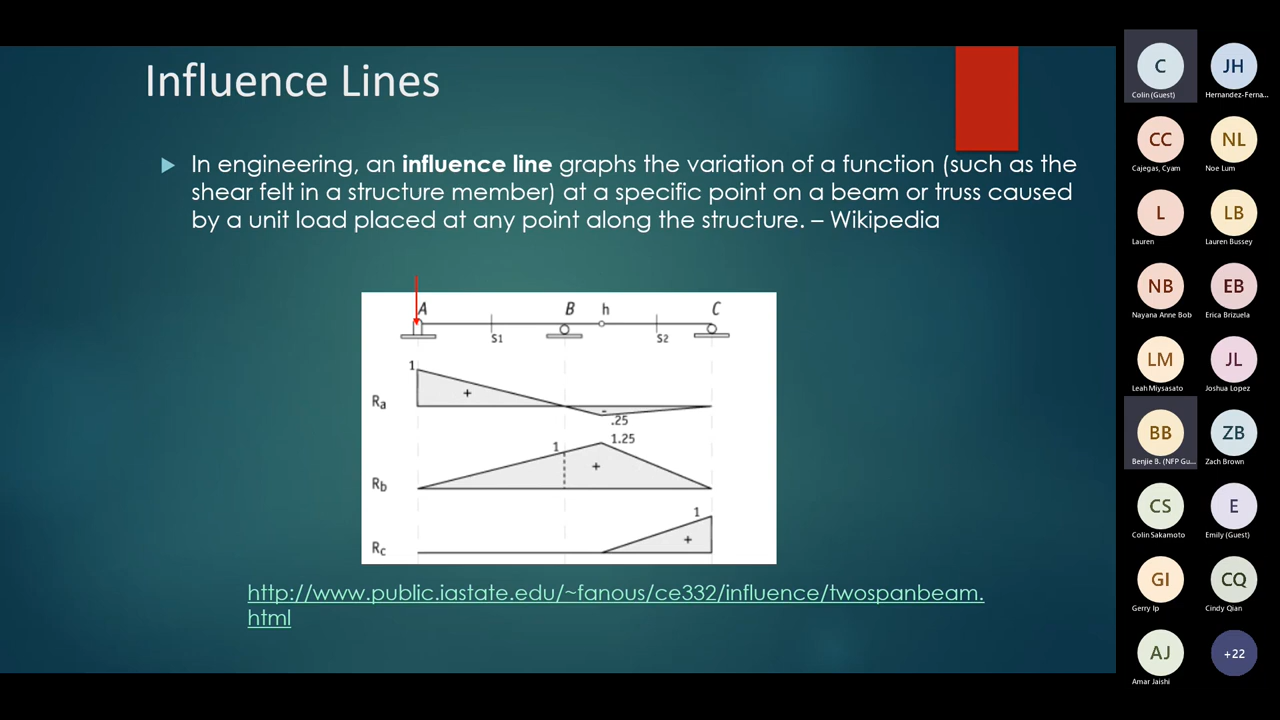 Influence Lines
In engineering, an influence line graphs the variation of a function (such as the
shear felt in a structure member) at a specific point on a beam or truss caused
by a unit load placed at any point along the structure. – Wikipedia
A B h C
S1 S2
1
+
Ra
-
.25
1.25
1
+
Rb
1
+
Rc
http://www.public.iastate.edu/~fanous/ce332/influence/twospanbeam.
html
C JH
Colin (Guest) Hernandez-Ferna...
CC NL
Cajegas, Cyam Noe Lum
L LB
Lauren Lauren Bussey
NB EB
Nayana Anne Bob Erica Brizuela
LM JL
Leah Miysasato Joshua Lopez
BB ZB
Benjie B. (NFP Gu... Zach Brown
CS E
Colin Sakamoto Emily (Guest)
GI CQ
Gerry Ip Cindy Qian
AJ +22
Amar Jaishi